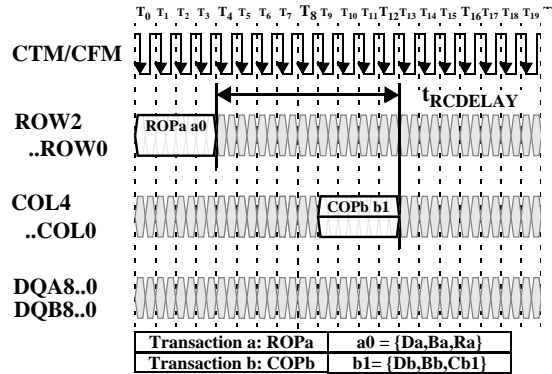 T0 T1 T2 T3 T4 T5 T6 T7 T8 T9 T10 T11 T12 T13 T14 T15 T16 T17 T18 T19 T
CTM/CFM
tRCDELAY
ROW2
..ROW0
ROPa a0
COL4
..COL0
COPb b1
DQA8..0
DQB8..0
Transaction a: ROPa a0 = {Da,Ba,Ra}
Transaction b: COPb b1= {Db,Bb,Cb1}